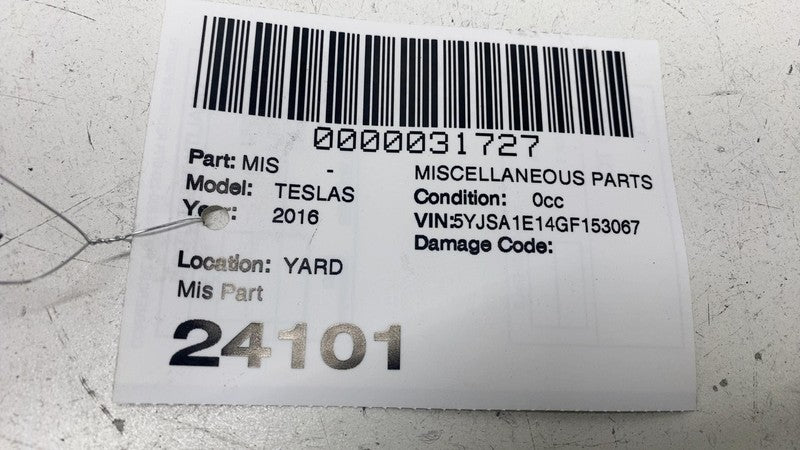 0000031727
Part: MIS - MISCELLANEOUS PARTS
Model: TESLAS Condition: 0cc
2016 VIN:5YJSA1E14GF153067
Damage Code:
Location: YARD
Mis Part
24101